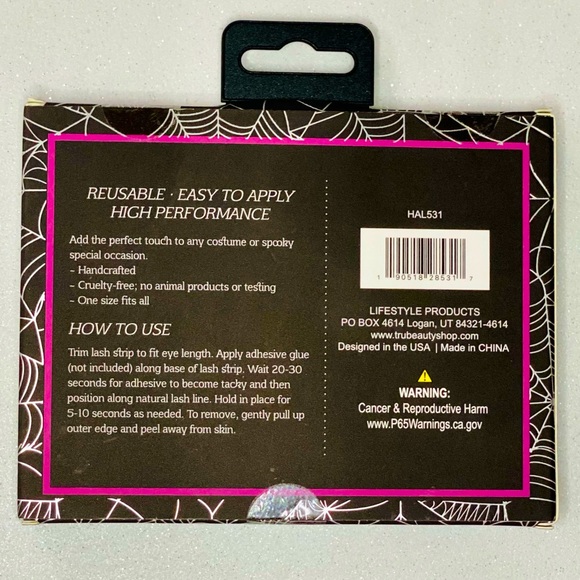 REUSABLE · EASY TO APPLY
HIGH PERFORMANCE
Add the perfect touch to any costume or spooky
special occasion.
- Handcrafted
- Cruelty-free; no animal products or testing
- One size fits all
HOW TO USE
Trim lash strip to fit eye length. Apply adhesive glue
(not included) along base of lash strip. Wait 20-30
seconds for adhesive to become tacky and then
position along natural lash line. Hold in place for
5-10 seconds as needed. To remove, gently pull up
outer edge and peel away from skin.
HAL531
1 90518 28531 7
LIFESTYLE PRODUCTS
PO BOX 4614 Logan, UT 84321-4614
www.trubeautyshop.com
Designed in the USA | Made in CHINA
WARNING:
Cancer & Reproductive Harm
www.P65Warnings.ca.gov